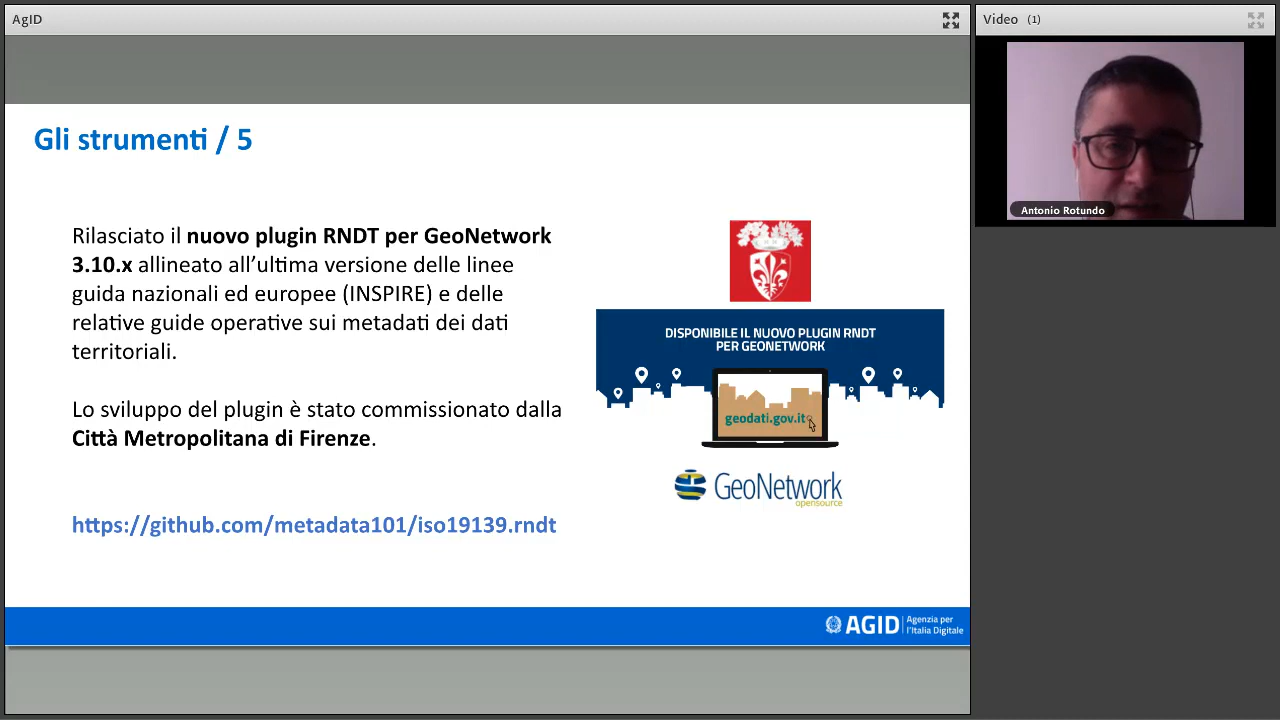 AgID
Video (1)
Antonio Rotundo
Gli strumenti / 5
Rilasciato il nuovo plugin RNDT per GeoNetwork
3.10.x allineato all’ultima versione delle linee
guida nazionali ed europee (INSPIRE) e delle
relative guide operative sui metadati dei dati
territoriali.
Lo sviluppo del plugin è stato commissionato dalla
Città Metropolitana di Firenze.
https://github.com/metadata101/iso19139.rndt
DISPONIBILE IL NUOVO PLUGIN RNDT
PER GEONETWORK
geodati.gov.it
GeoNetwork
opensource
AGID
Agenzia per
l’Italia Digitale